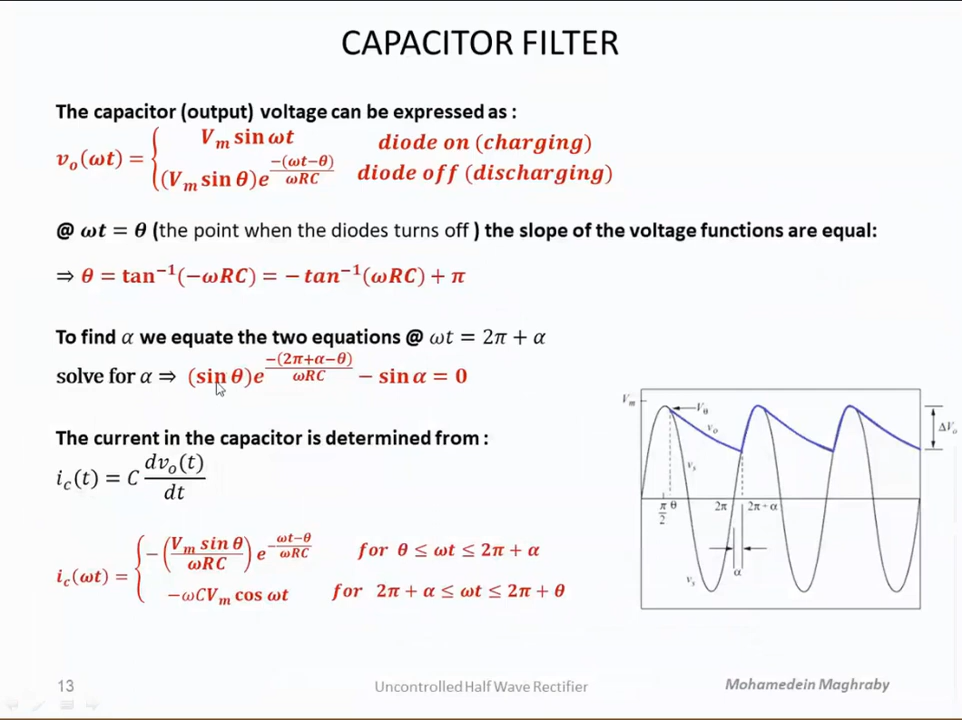 CAPACITOR FILTER
The capacitor (output) voltage can be expressed as :
v_o(ωt) = { V_m sin ωt    diode on (charging)
(V_m sin θ)e^{-(ωt−θ)/ωRC}    diode off (discharging)
@ ωt = θ (the point when the diodes turns off ) the slope of the voltage functions are equal:
⇒ θ = tan⁻¹(−ωRC) = − tan⁻¹(ωRC) + π
To find α we equate the two equations @ ωt = 2π + α
solve for α ⇒ (sin θ)e^{-(2π+α−θ)/ωRC} − sin α = 0
The current in the capacitor is determined from :
i_c(t) = C dv_o(t)/dt
i_c(ωt) = { −(V_m sin θ/ωRC) e^{−(ωt−θ)/ωRC}    for θ ≤ ωt ≤ 2π + α
−ωCV_m cos ωt    for 2π + α ≤ ωt ≤ 2π + θ
V_m
V_θ
v_o
ΔV_o
v_s
π/2
θ
2π
2π + α
α
v_s
13
Uncontrolled Half Wave Rectifier
Mohamedein Maghraby